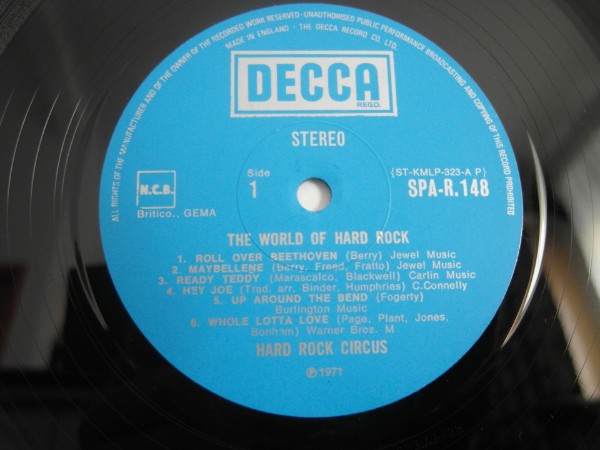 ALL RIGHTS OF THE MANUFACTURER AND OF THE OWNER OF THE RECORDED WORK RESERVED · UNAUTHORISED PUBLIC PERFORMANCE BROADCASTING AND COPYING OF THIS RECORD PROHIBITED
MADE IN ENGLAND · THE DECCA RECORD CO. LTD.
DECCA
REGD.
STEREO
Side
1
N.C.B.
Britico., GEMA
(ST-KMLP-323-A P)
SPA-R.148
THE WORLD OF HARD ROCK
1. ROLL OVER BEETHOVEN (Berry) Jewel Music
2. MAYBELLENE (Berry, Freed, Fratto) Jewel Music
3. READY TEDDY (Marascalco, Blackwell) Carlin Music
4. HEY JOE (Trad. arr. Binder, Humphries) C.Connelly
5. UP AROUND THE BEND (Fogerty)
Burlington Music
6. WHOLE LOTTA LOVE (Page, Plant, Jones,
Bonham) Warner Bros. M
HARD ROCK CIRCUS
℗1971